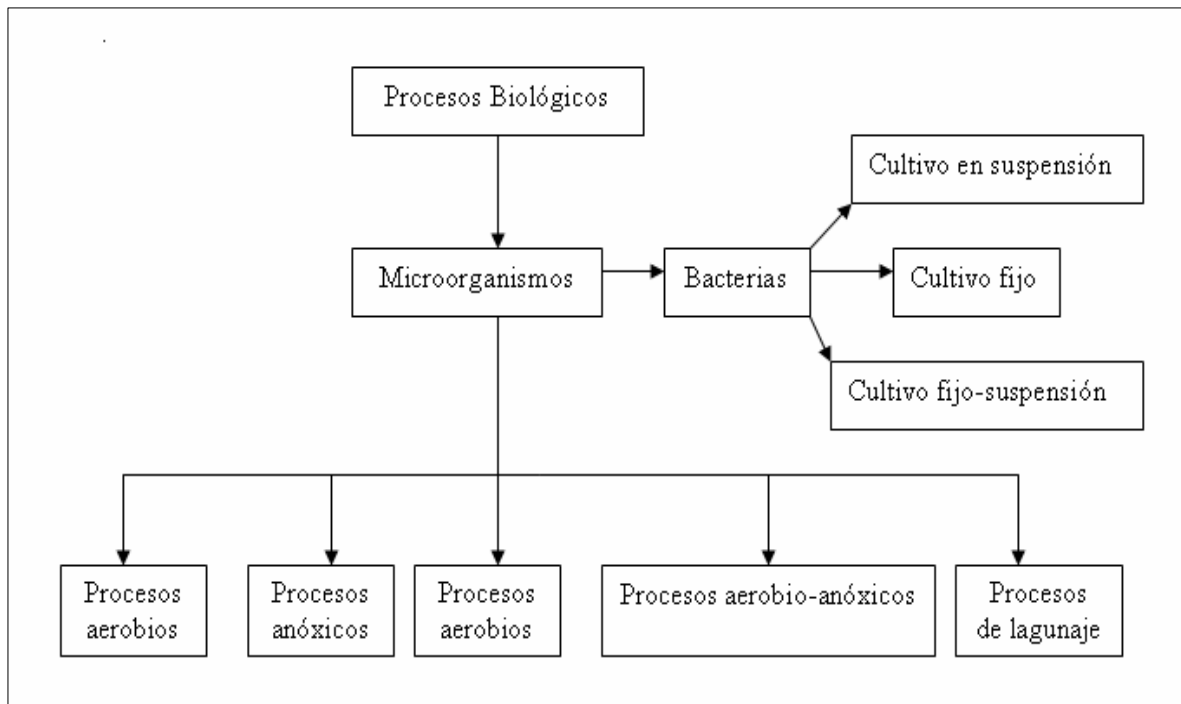 Procesos Biológicos
Cultivo en suspensión
Microorganismos
Bacterias
Cultivo fijo
Cultivo fijo-suspensión
Procesos
aerobios
Procesos
anóxicos
Procesos
aerobios
Procesos aerobio-anóxicos
Procesos
de lagunaje